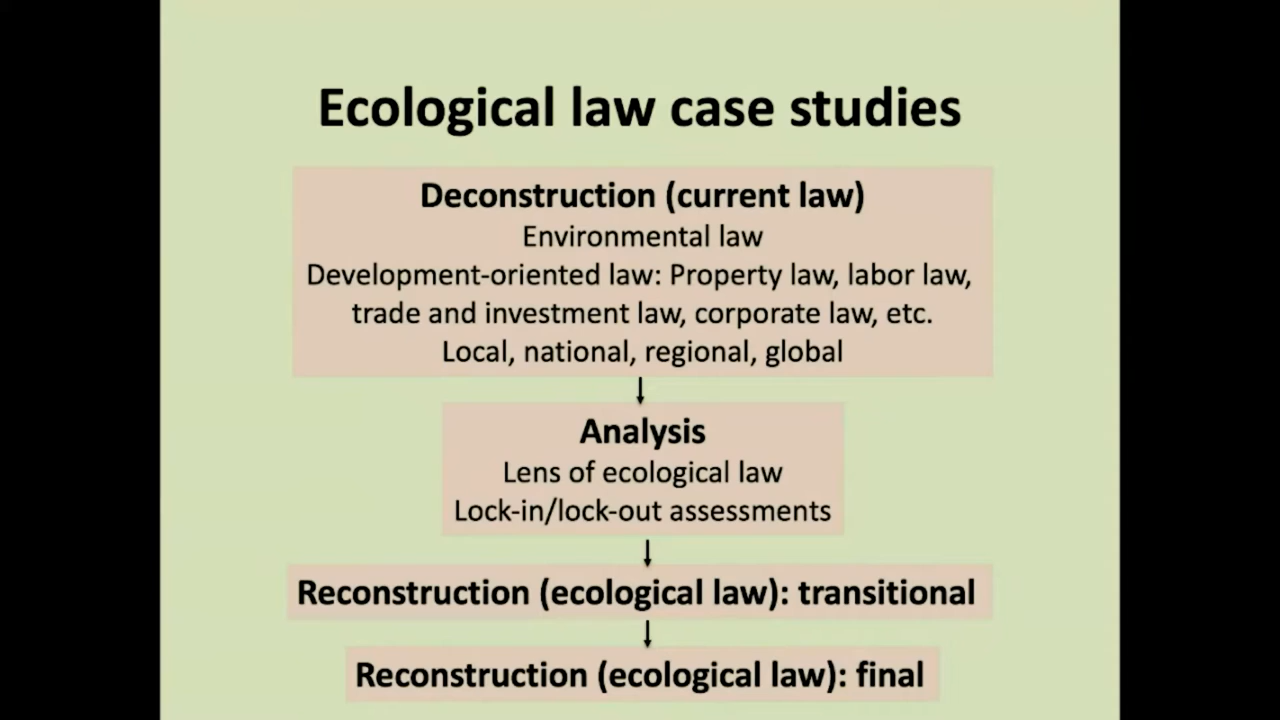 Ecological law case studies
Deconstruction (current law)
Environmental law
Development-oriented law: Property law, labor law,
trade and investment law, corporate law, etc.
Local, national, regional, global
Analysis
Lens of ecological law
Lock-in/lock-out assessments
Reconstruction (ecological law): transitional
Reconstruction (ecological law): final